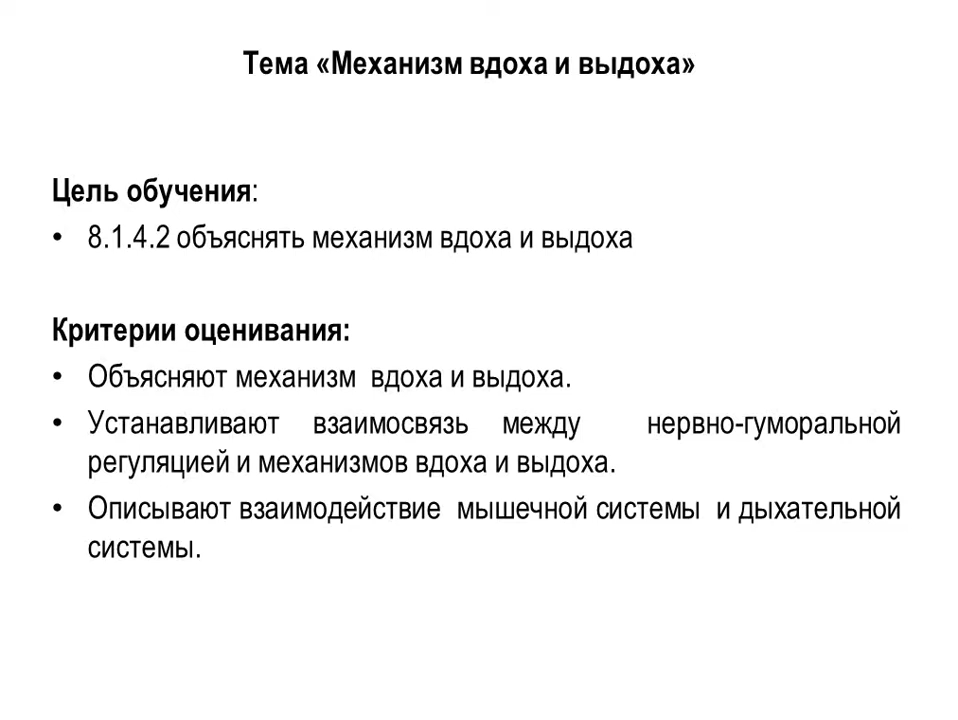 Тема «Механизм вдоха и выдоха»
Цель обучения:
• 8.1.4.2 объяснять механизм вдоха и выдоха
Критерии оценивания:
• Объясняют механизм вдоха и выдоха.
• Устанавливают взаимосвязь между нервно-гуморальной
регуляцией и механизмов вдоха и выдоха.
• Описывают взаимодействие мышечной системы и дыхательной
системы.